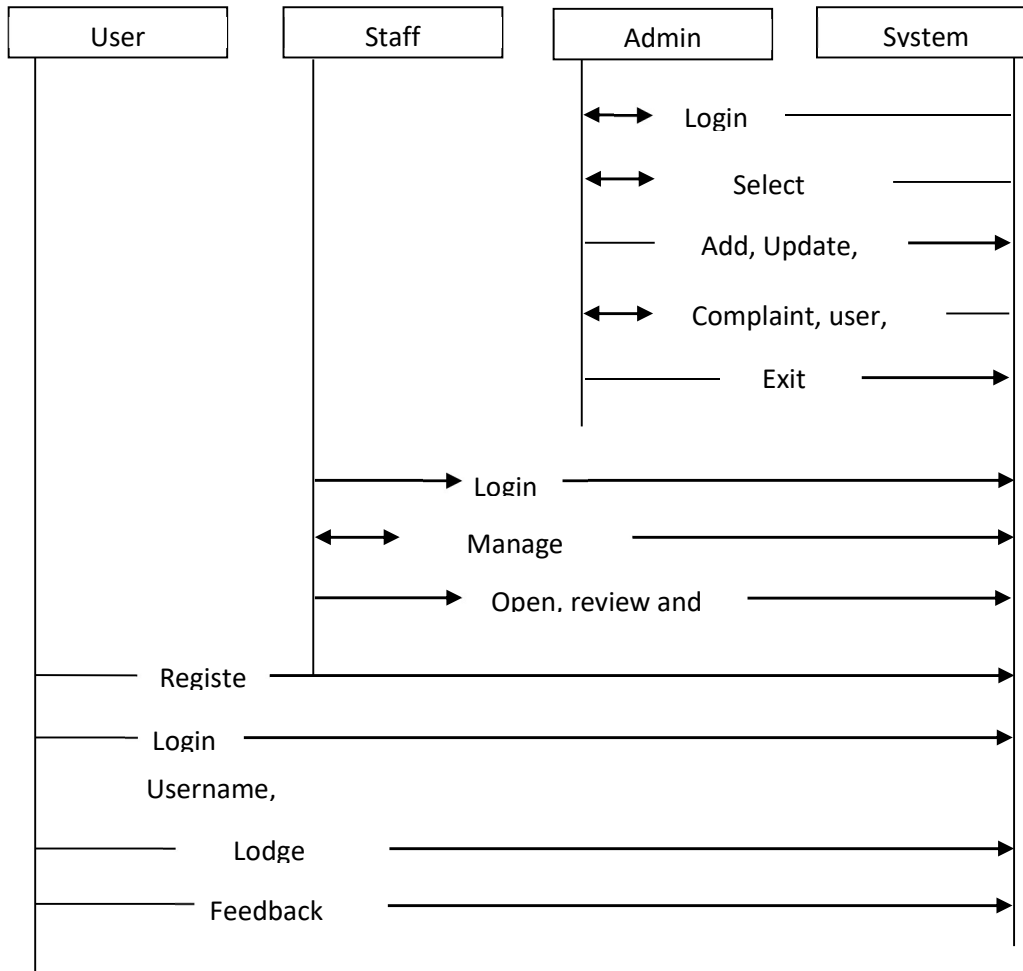 User
Staff
Admin
System
Login
Select
Add, Update,
Complaint, user,
Exit
Login
Manage
Open, review and
Registe
Login
Username,
Lodge
Feedback